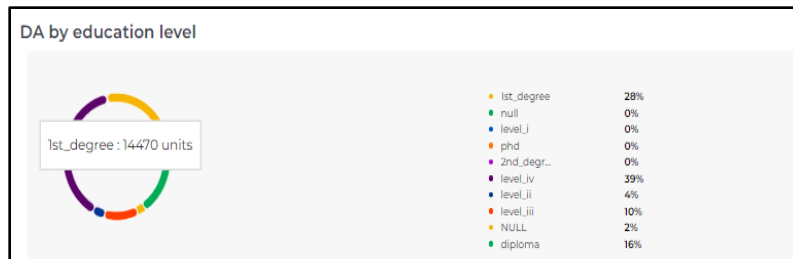 DA by education level
1st_degree : 14470 units
1st_degree 28%
null 0%
level_i 0%
phd 0%
2nd_degr... 0%
level_iv 39%
level_ii 4%
level_iii 10%
NULL 2%
diploma 16%